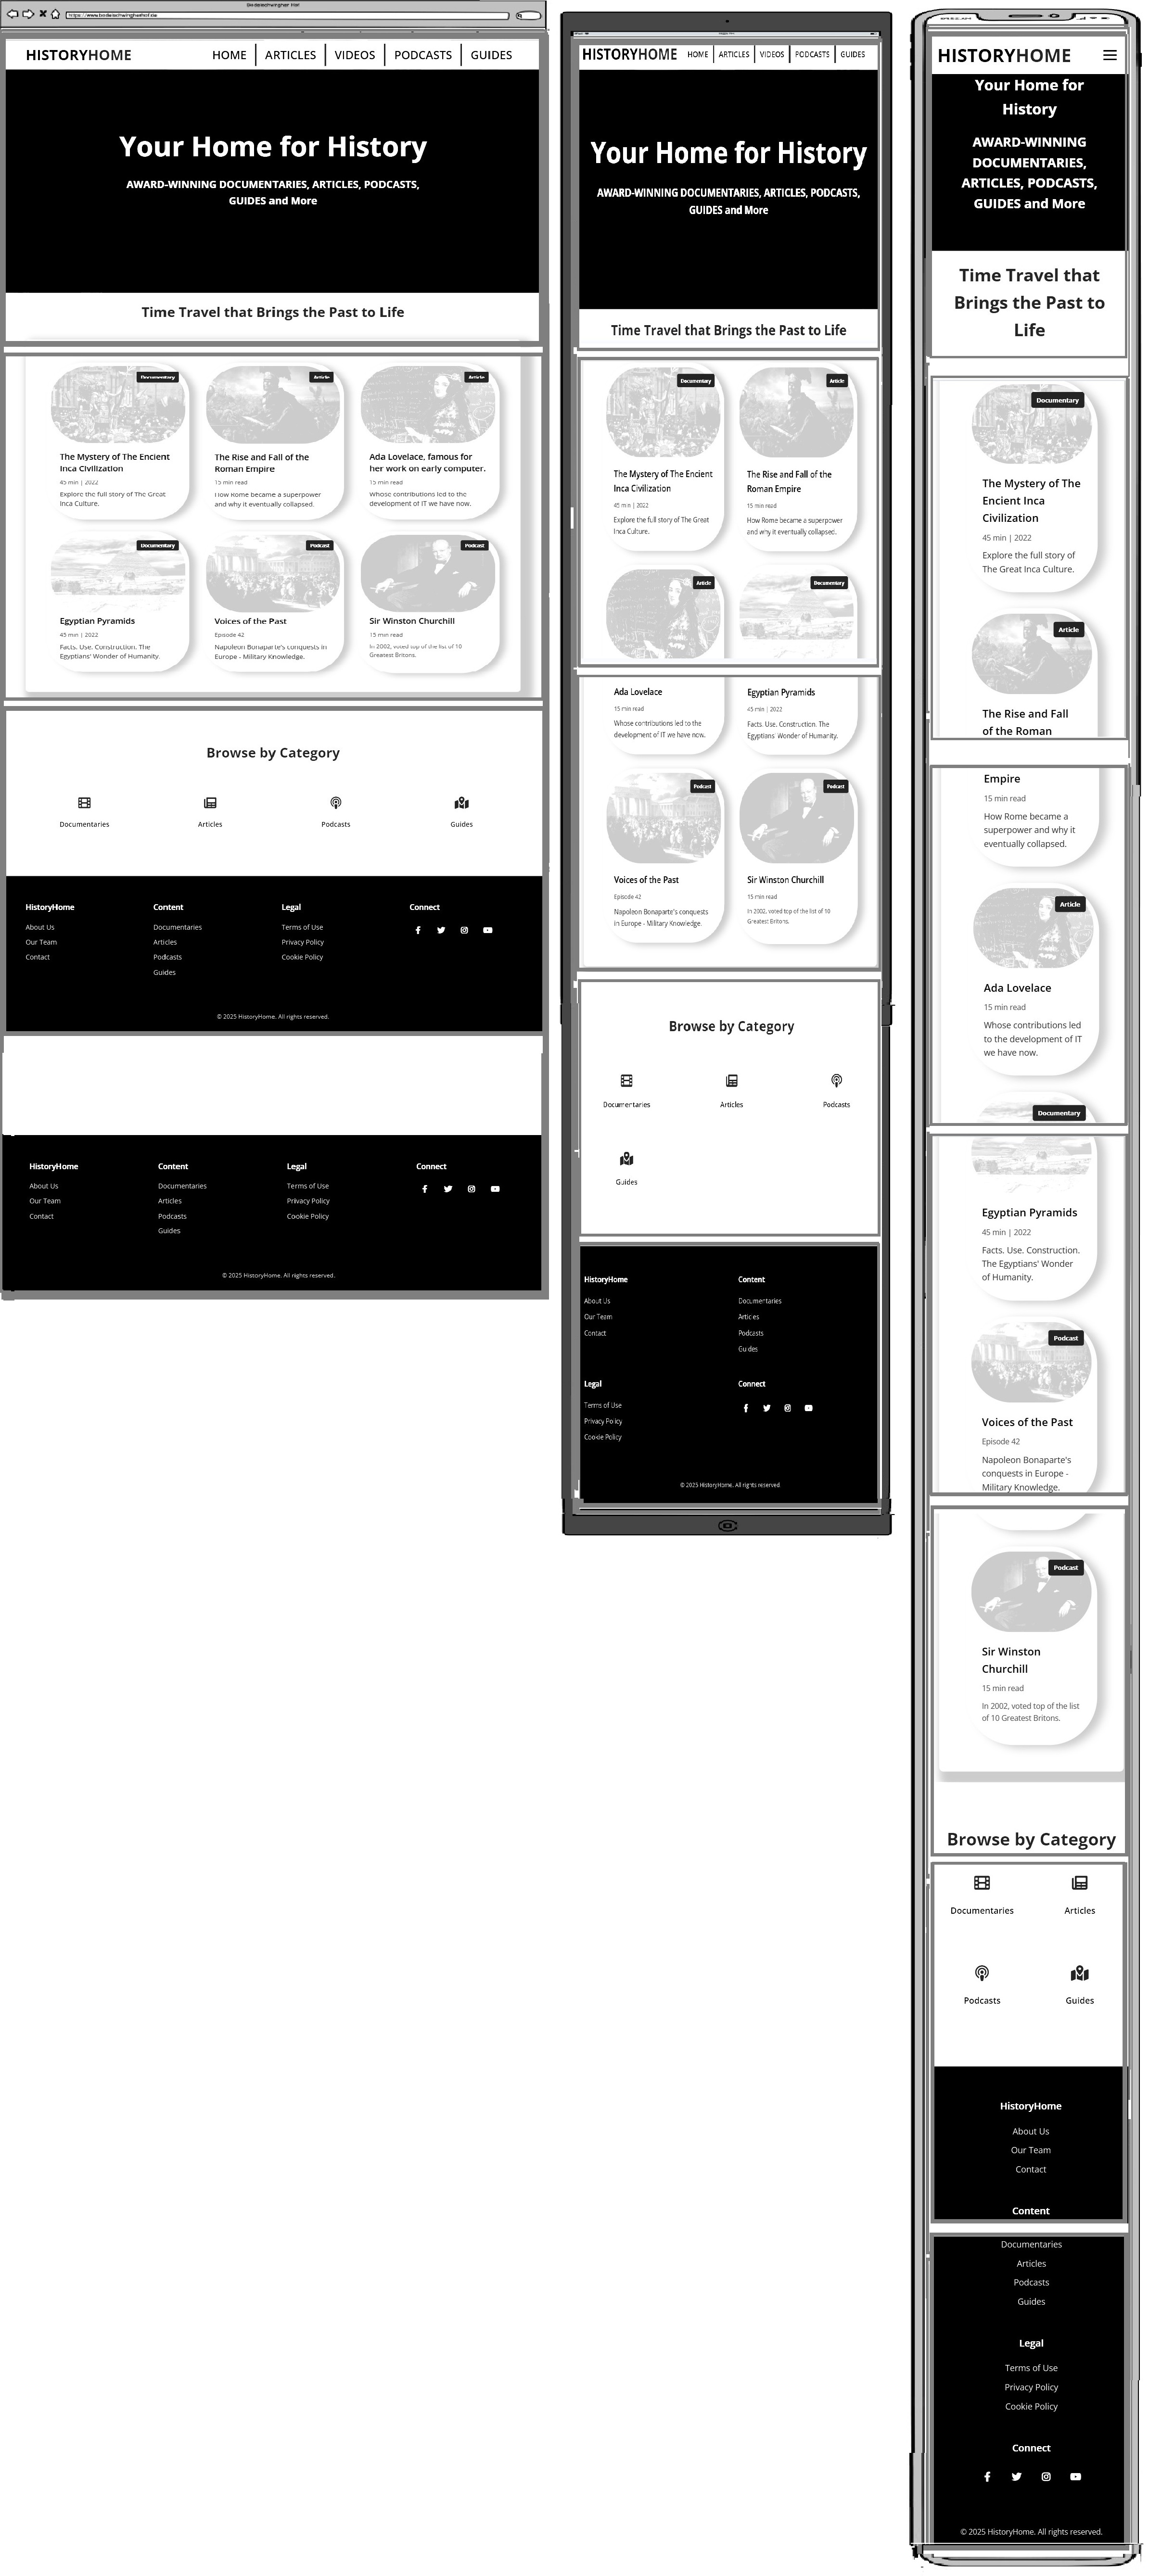 HISTORYHOME
HOME
ARTICLES
VIDEOS
PODCASTS
GUIDES
Your Home for History
AWARD-WINNING DOCUMENTARIES, ARTICLES, PODCASTS,
GUIDES and More
Time Travel that Brings the Past to Life
Documentary
The Mystery of The Encient
Inca Civilization
45 min | 2022
Explore the full story of The Great
Inca Culture.
Article
The Rise and Fall of the
Roman Empire
15 min read
How Rome became a superpower
and why it eventually collapsed.
Article
Ada Lovelace, famous for
her work on early computer.
15 min read
Whose contributions led to the
development of IT we have now.
Documentary
Egyptian Pyramids
45 min | 2022
Facts. Use. Construction. The
Egyptians' Wonder of Humanity.
Podcast
Voices of the Past
Episode 42
Napoleon Bonaparte's conquests in
Europe - Military Knowledge.
Podcast
Sir Winston Churchill
15 min read
In 2002, voted top of the list of 10
Greatest Britons.
Browse by Category
Documentaries
Articles
Podcasts
Guides
HistoryHome
About Us
Our Team
Contact
Content
Documentaries
Articles
Podcasts
Guides
Legal
Terms of Use
Privacy Policy
Cookie Policy
Connect
© 2025 HistoryHome. All rights reserved.
HistoryHome
About Us
Our Team
Contact
Content
Documentaries
Articles
Podcasts
Guides
Legal
Terms of Use
Privacy Policy
Cookie Policy
Connect
© 2025 HistoryHome. All rights reserved.
HISTORYHOME
HOME
ARTICLES
VIDEOS
PODCASTS
GUIDES
Your Home for History
AWARD-WINNING DOCUMENTARIES, ARTICLES, PODCASTS,
GUIDES and More
Time Travel that Brings the Past to Life
Documentary
The Mystery of The Encient
Inca Civilization
45 min | 2022
Explore the full story of The Great
Inca Culture.
Article
The Rise and Fall of the
Roman Empire
15 min read
How Rome became a superpower
and why it eventually collapsed.
Article
Documentary
Ada Lovelace
15 min read
Whose contributions led to the
development of IT we have now.
Egyptian Pyramids
45 min | 2022
Facts. Use. Construction. The
Egyptians' Wonder of Humanity.
Podcast
Voices of the Past
Episode 42
Napoleon Bonaparte's conquests
in Europe - Military Knowledge.
Podcast
Sir Winston Churchill
15 min read
In 2002, voted top of the list of 10
Greatest Britons.
Browse by Category
Documentaries
Articles
Podcasts
Guides
HistoryHome
About Us
Our Team
Contact
Content
Documentaries
Articles
Podcasts
Guides
Legal
Terms of Use
Privacy Policy
Cookie Policy
Connect
© 2025 HistoryHome. All rights reserved.
HISTORYHOME
Your Home for
History
AWARD-WINNING
DOCUMENTARIES,
ARTICLES, PODCASTS,
GUIDES and More
Time Travel that
Brings the Past to
Life
Documentary
The Mystery of The
Encient Inca
Civilization
45 min | 2022
Explore the full story of
The Great Inca Culture.
Article
The Rise and Fall
of the Roman
Empire
15 min read
How Rome became a
superpower and why it
eventually collapsed.
Article
Ada Lovelace
15 min read
Whose contributions led
to the development of IT
we have now.
Documentary
Egyptian Pyramids
45 min | 2022
Facts. Use. Construction.
The Egyptians' Wonder
of Humanity.
Podcast
Voices of the Past
Episode 42
Napoleon Bonaparte's
conquests in Europe -
Military Knowledge.
Podcast
Sir Winston
Churchill
15 min read
In 2002, voted top of the list
of 10 Greatest Britons.
Browse by Category
Documentaries
Articles
Podcasts
Guides
HistoryHome
About Us
Our Team
Contact
Content
Documentaries
Articles
Podcasts
Guides
Legal
Terms of Use
Privacy Policy
Cookie Policy
Connect
© 2025 HistoryHome. All rights reserved.